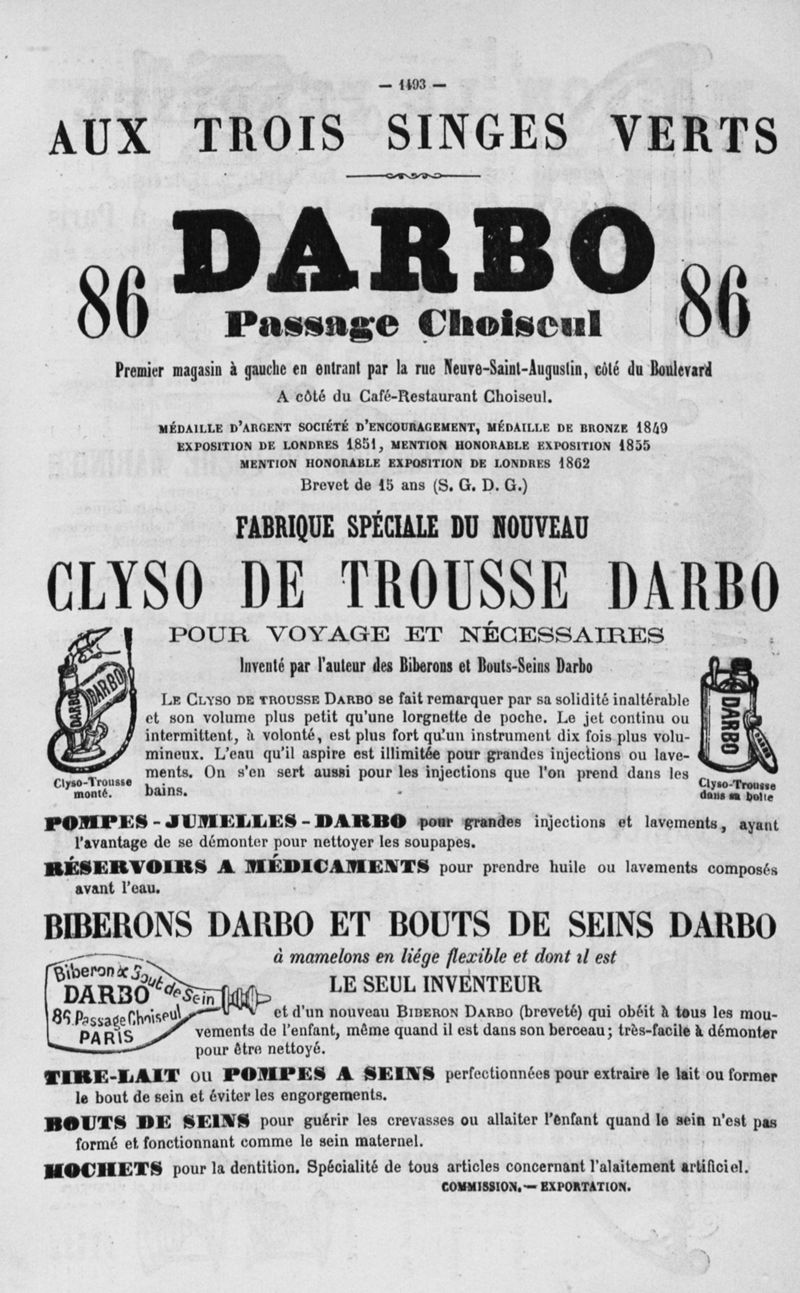 — 1493 —
AUX TROIS SINGES VERTS
DARBO
86 Passage Choiseul 86
Premier magasin à gauche en entrant par la rue Neuve-Saint-Augustin, côté du Boulevard
A côté du Café-Restaurant Choiseul.
MÉDAILLE D'ARGENT SOCIÉTÉ D'ENCOURAGEMENT, MÉDAILLE DE BRONZE 1849
EXPOSITION DE LONDRES 1851, MENTION HONORABLE EXPOSITION 1855
MENTION HONORABLE EXPOSITION DE LONDRES 1862
Brevet de 15 ans (S. G. D. G.)
FABRIQUE SPÉCIALE DU NOUVEAU
CLYSO DE TROUSSE DARBO
POUR VOYAGE ET NÉCESSAIRES
Inventé par l'auteur des Biberons et Bouts-Seins Darbo
DARBO
DARBO
Clyso-Trousse
monté.
LE CLYSO DE TROUSSE DARBO se fait remarquer par sa solidité inaltérable
et son volume plus petit qu'une lorgnette de poche. Le jet continu ou
intermittent, à volonté, est plus fort qu'un instrument dix fois plus volu-
mineux. L'eau qu'il aspire est illimitée pour grandes injections ou lave-
ments. On s'en sert aussi pour les injections que l'on prend dans les
bains.
DARBO
Clyso-Trousse
dans sa boîte
POMPES-JUMELLES-DARBO pour grandes injections et lavements, ayant
l'avantage de se démonter pour nettoyer les soupapes.
RÉSERVOIRS A MÉDICAMENTS pour prendre huile ou lavements composés
avant l'eau.
BIBERONS DARBO ET BOUTS DE SEINS DARBO
à mamelons en liége flexible et dont il est
LE SEUL INVENTEUR
Biberon & Bout de Sein
DARBO
86 Passage Choiseul
PARIS
et d'un nouveau BIBERON DARBO (breveté) qui obéit à tous les mou-
vements de l'enfant, même quand il est dans son berceau; très-facile à démonter
pour être nettoyé.
TIRE-LAIT ou POMPES A SEINS perfectionnées pour extraire le lait ou former
le bout de sein et éviter les engorgements.
BOUTS DE SEINS pour guérir les crevasses ou allaiter l'enfant quand le sein n'est pas
formé et fonctionnant comme le sein maternel.
HOCHETS pour la dentition. Spécialité de tous articles concernant l'alaitement artificiel.
COMMISSION. — EXPORTATION.